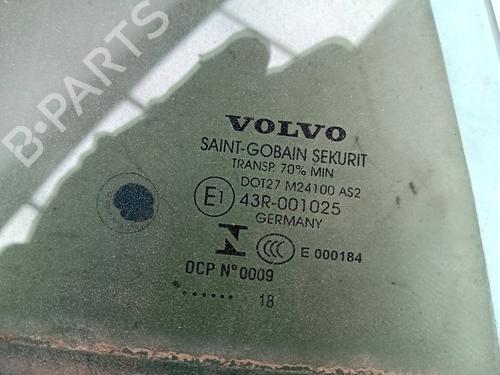 B-PARTS
VOLVO
SAINT-GOBAIN SEKURIT
TRANSP. 70% MIN
DOT27 M24100 AS2
E1 43R-001025
GERMANY
N CCC E 000184
OCP N°0009
...... 18